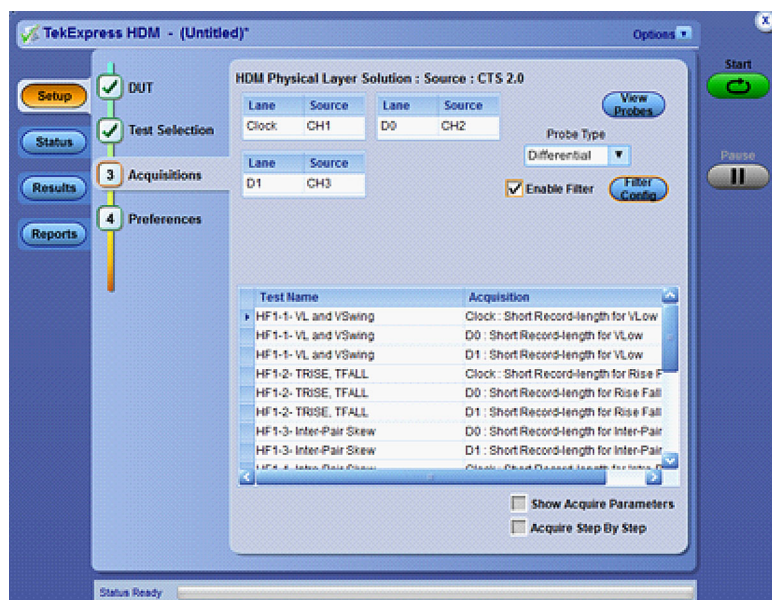 TekExpress HDM - (Untitled)*
Options
X
Start
Pause
Setup
Status
Results
Reports
DUT
Test Selection
3 Acquisitions
4 Preferences
HDM Physical Layer Solution : Source : CTS 2.0
Lane Source Lane Source
Clock CH1 D0 CH2
Lane Source
D1 CH3
View Probes
Probe Type
Differential
Enable Filter
Filter Config
Test Name Acquisition
HF1-1- VL and VSwing Clock : Short Record-length for VLow
HF1-1- VL and VSwing D0 : Short Record-length for VLow
HF1-1- VL and VSwing D1 : Short Record-length for VLow
HF1-2- TRISE, TFALL Clock : Short Record-length for Rise F
HF1-2- TRISE, TFALL D0 : Short Record-length for Rise Fall
HF1-2- TRISE, TFALL D1 : Short Record-length for Rise Fall
HF1-3- Inter-Pair Skew D0 : Short Record-length for Inter-Pair
HF1-3- Inter-Pair Skew D1 : Short Record-length for Inter-Pair
Show Acquire Parameters
Acquire Step By Step
Status Ready